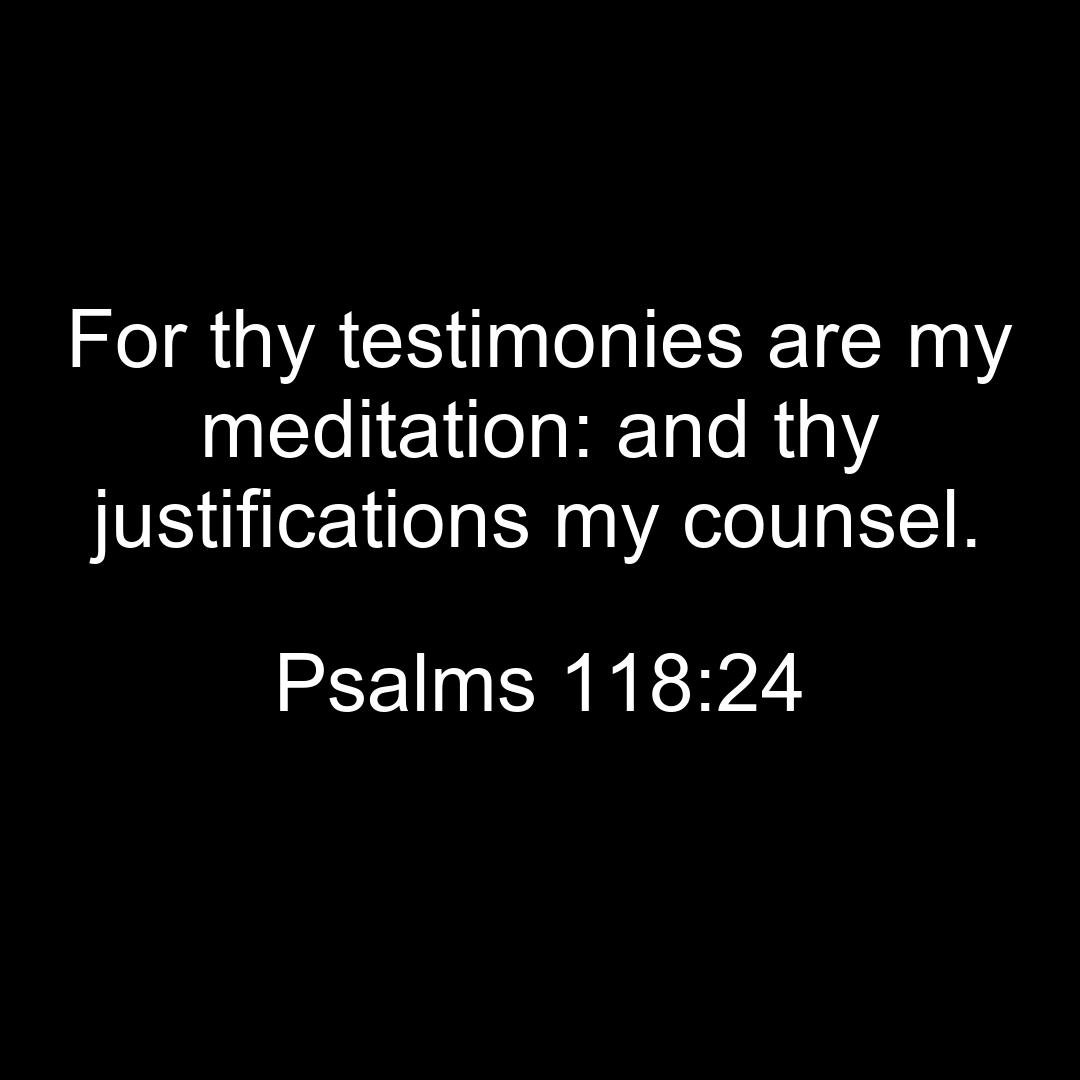 For thy testimonies are my
meditation: and thy
justifications my counsel.
Psalms 118:24